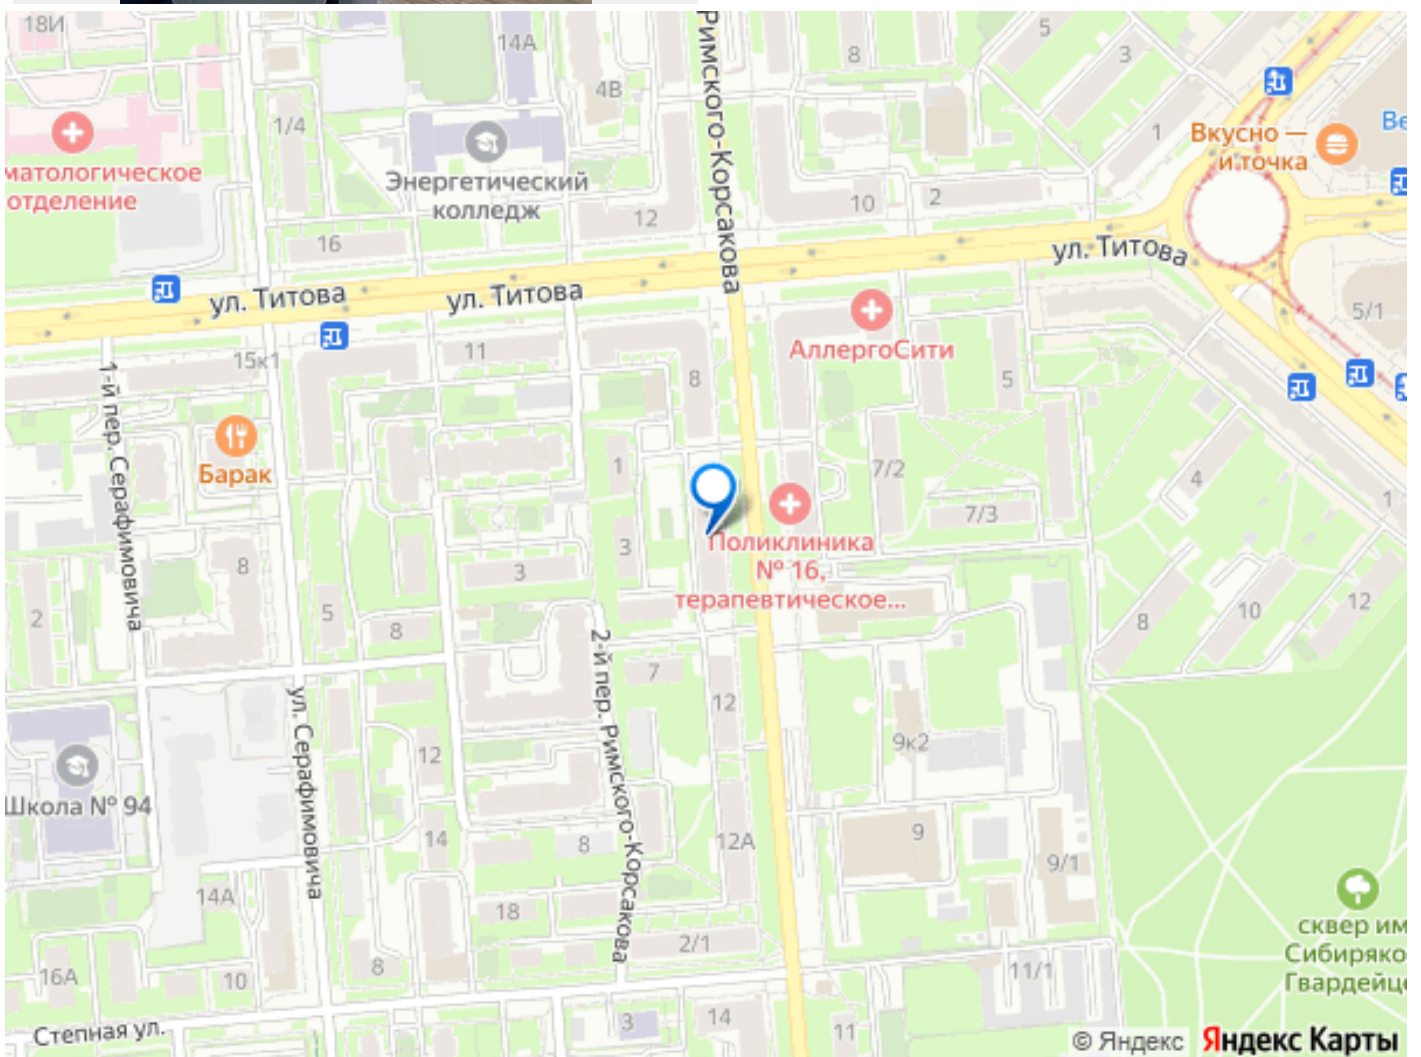 18И
14А
Римского-Корсакова
8
5
3
4В
1/4
1
Вкусно —
и точка
Ве
матологическое
отделение
Энергетический
колледж
12
10
2
16
ул. Титова
ул. Титова
ул. Титова
5/1
АллергоСити
15к1
11
8
5
1-й пер. Серафимовича
Барак
1
7/2
4
1
7/3
3
Поликлиника
№ 16,
терапевтическое...
8
3
2
5
8
8
10
12
7
12
2-й пер. Римского-Корсакова
ул. Серафимовича
12
9к2
Школа № 94
14
8
12А
9
9/1
14А
18
2/1
сквер им
Сибиряко
Гвардейце
16А
10
8
11/1
Степная ул.
3
14
11
© Яндекс Яндекс Карты